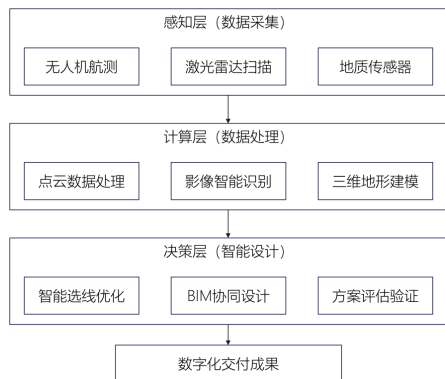 感知层（数据采集）
无人机航测 激光雷达扫描 地质传感器
计算层（数据处理）
点云数据处理 影像智能识别 三维地形建模
决策层（智能设计）
智能选线优化 BIM协同设计 方案评估验证
数字化交付成果